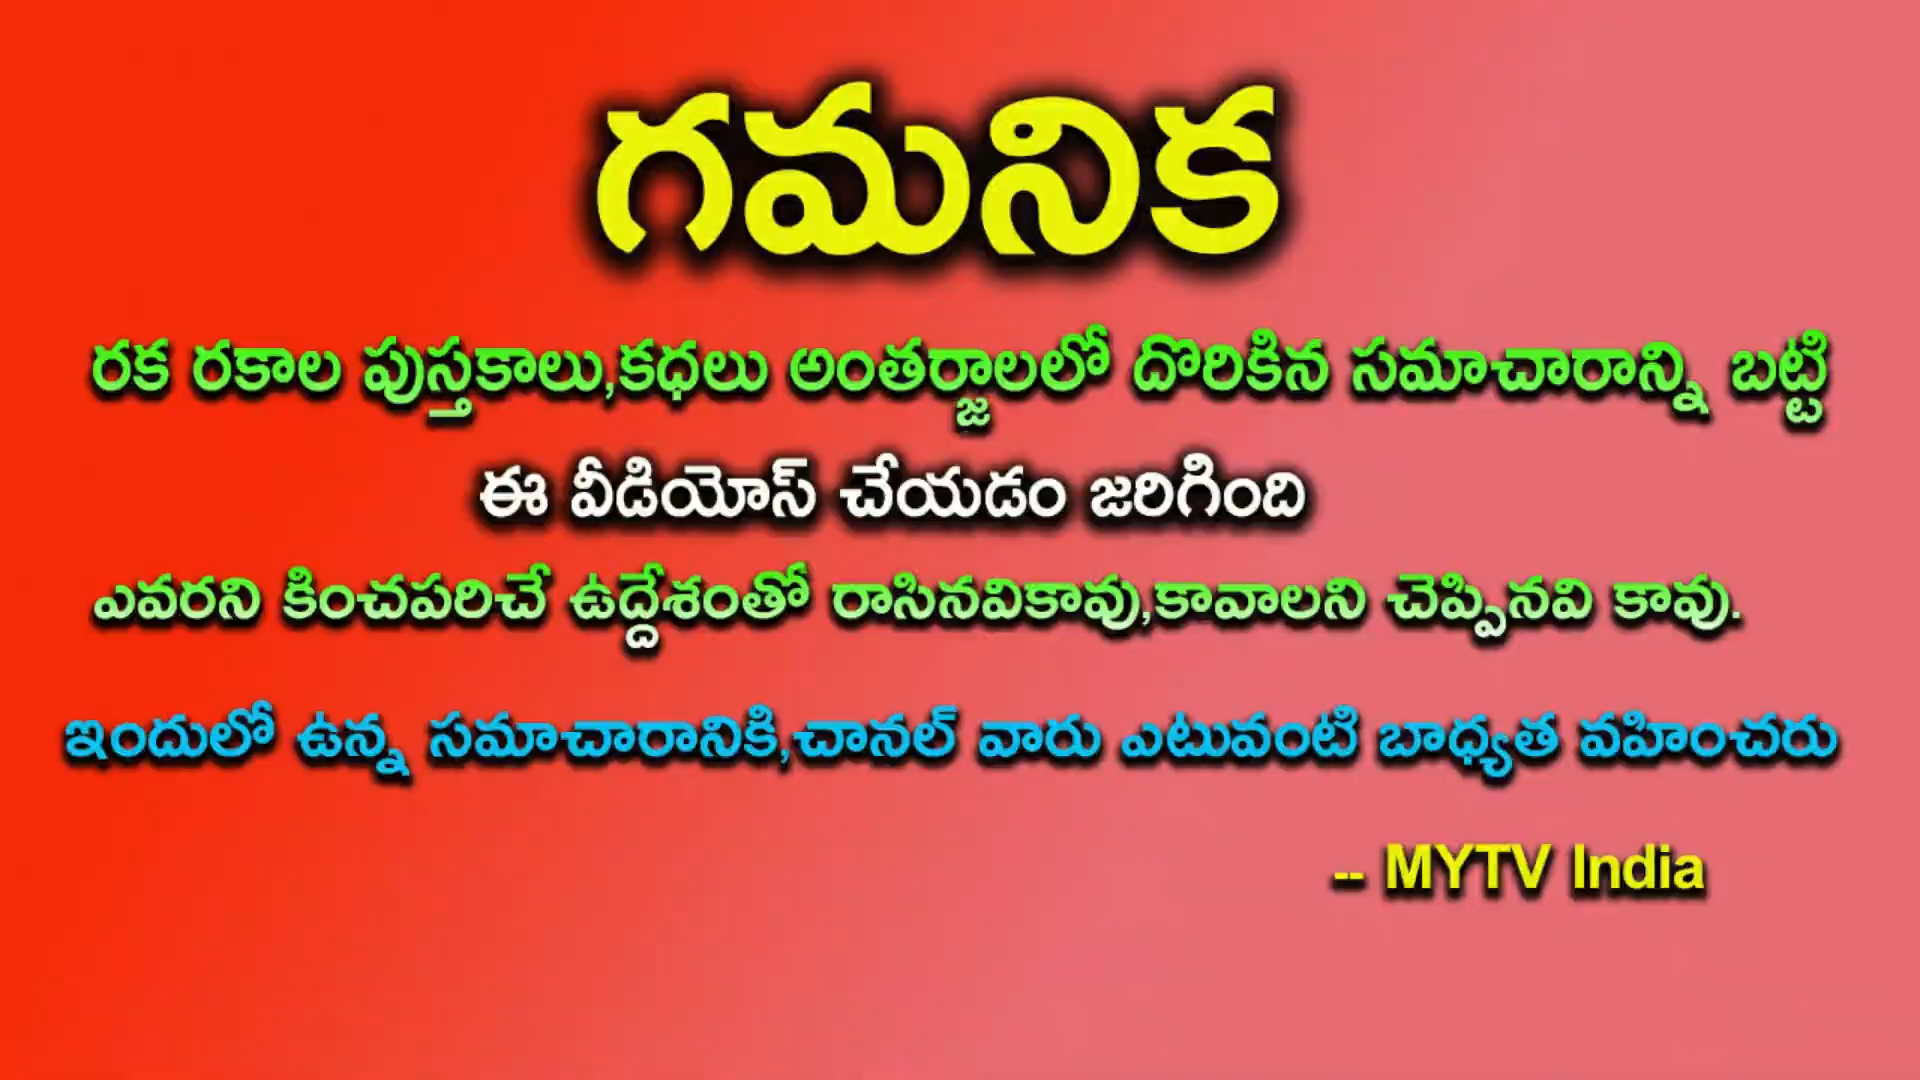 గమనిక
రక రకాల పుస్తకాలు,కధలు అంతర్జాలలో దొరికిన సమాచారాన్ని బట్టి
ఈ వీడియోస్ చేయడం జరిగింది
ఎవరని కించపరిచే ఉద్దేశంతో రాసినవికావు,కావాలని చెప్పినవి కావు.
ఇందులో ఉన్న సమాచారానికి,చానల్ వారు ఎటువంటి బాధ్యత వహించరు
-- MYTV India